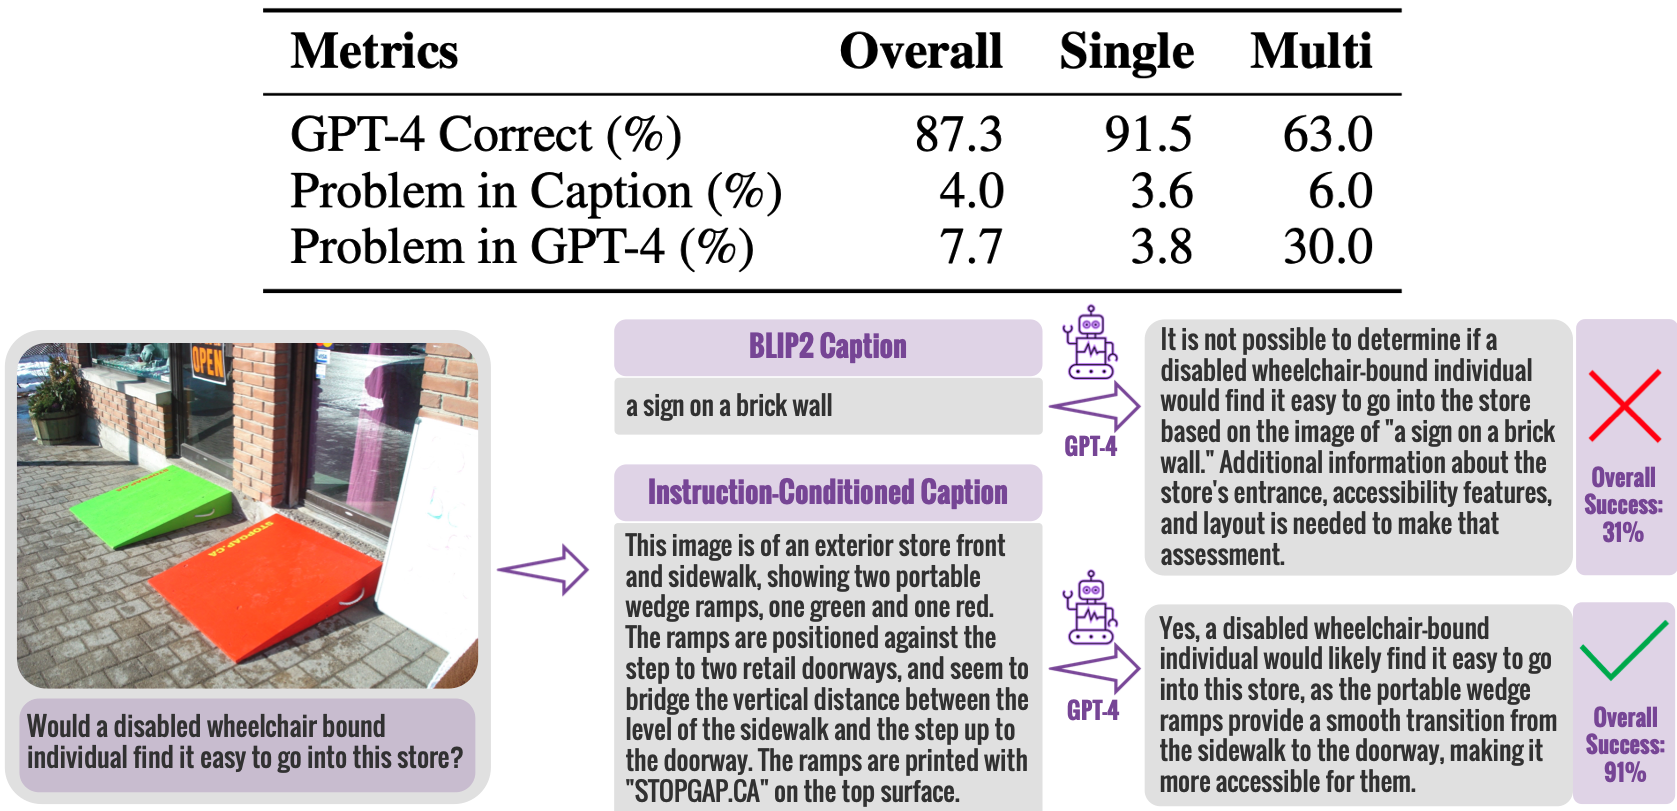 Metrics Overall Single Multi
GPT-4 Correct (%) 87.3 91.5 63.0
Problem in Caption (%) 4.0 3.6 6.0
Problem in GPT-4 (%) 7.7 3.8 30.0
OPEN
VISA
STOPGAP.CA
STOPGAP.CA
Would a disabled wheelchair bound
individual find it easy to go into this store?
BLIP2 Caption
a sign on a brick wall
Instruction-Conditioned Caption
This image is of an exterior store front
and sidewalk, showing two portable
wedge ramps, one green and one red.
The ramps are positioned against the
step to two retail doorways, and seem to
bridge the vertical distance between the
level of the sidewalk and the step up to
the doorway. The ramps are printed with
"STOPGAP.CA" on the top surface.
GPT-4
It is not possible to determine if a
disabled wheelchair-bound individual
would find it easy to go into the store
based on the image of "a sign on a brick
wall." Additional information about the
store's entrance, accessibility features,
and layout is needed to make that
assessment.
Overall
Success:
31%
GPT-4
Yes, a disabled wheelchair-bound
individual would likely find it easy to go
into this store, as the portable wedge
ramps provide a smooth transition from
the sidewalk to the doorway, making it
more accessible for them.
Overall
Success:
91%